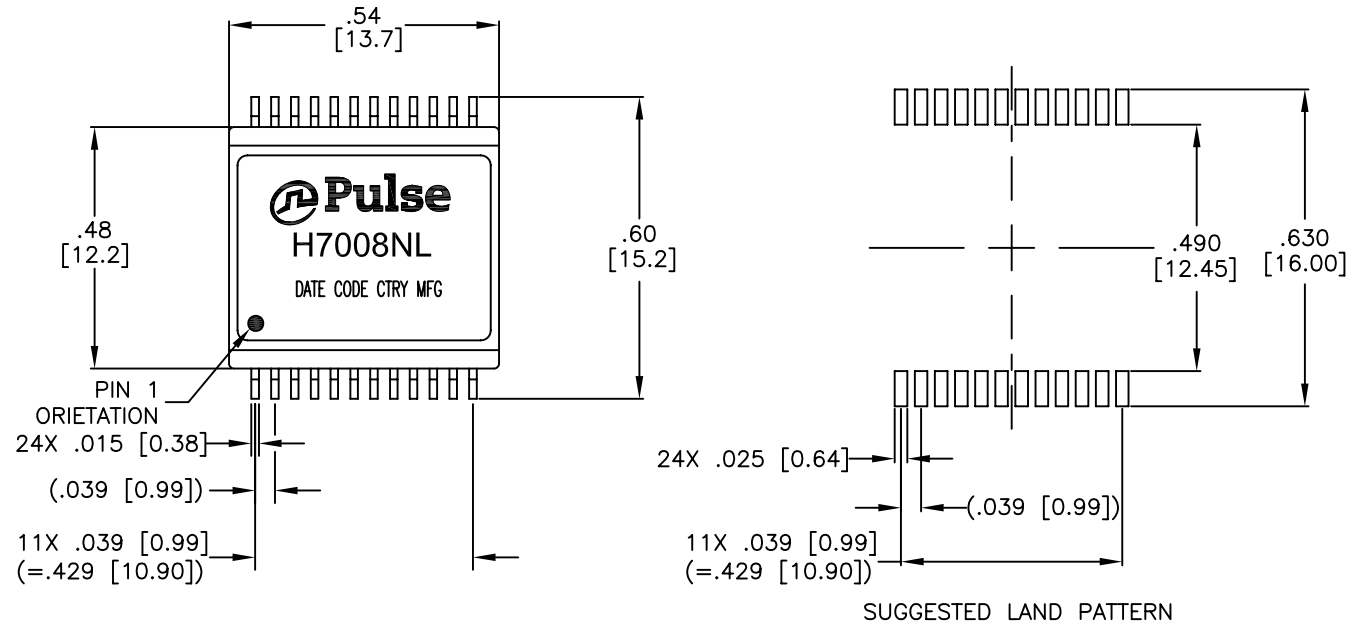 .54
[13.7]
.48
[12.2]
Pulse
H7008NL
DATE CODE CTRY MFG
.60
[15.2]
PIN 1
ORIETATION
24X .015 [0.38]
(.039 [0.99])
11X .039 [0.99]
(=.429 [10.90])
.490
[12.45]
.630
[16.00]
24X .025 [0.64]
(.039 [0.99])
11X .039 [0.99]
(=.429 [10.90])
SUGGESTED LAND PATTERN